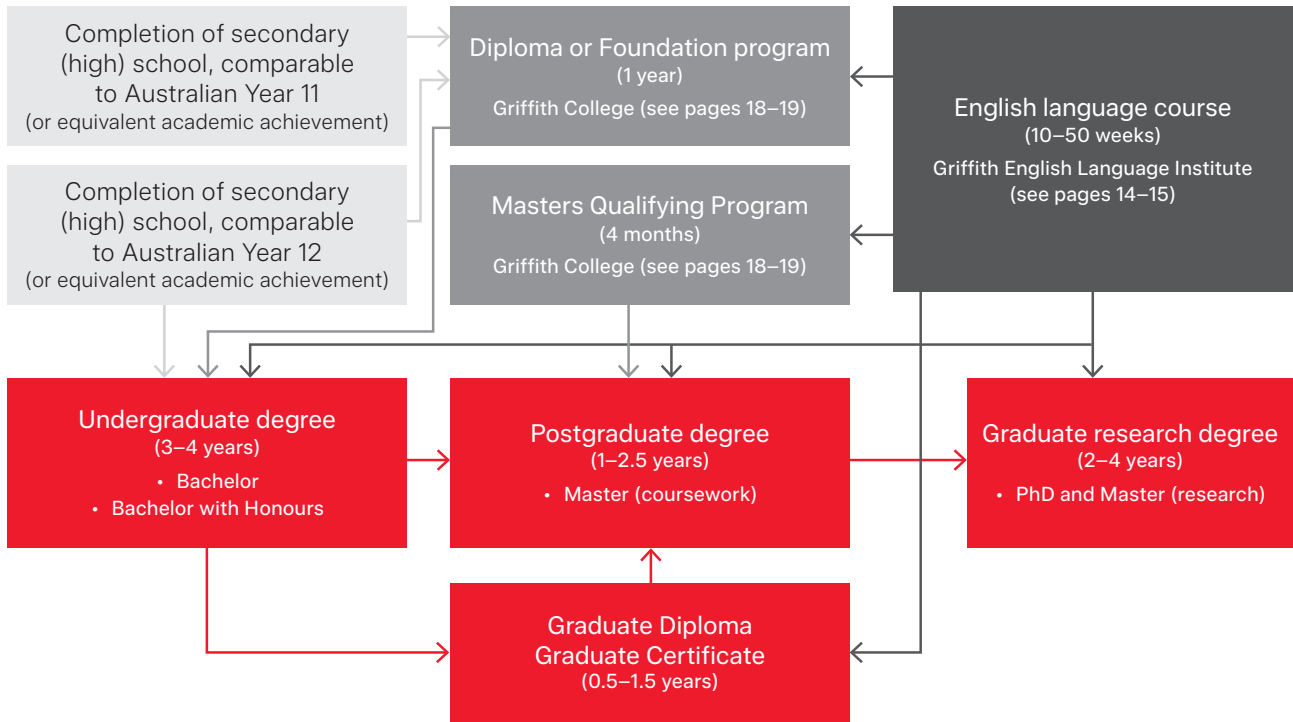 Completion of secondary
(high) school, comparable
to Australian Year 11
(or equivalent academic achievement)
Diploma or Foundation program
(1 year)
Griffith College (see pages 18–19)
English language course
(10–50 weeks)
Griffith English Language Institute
(see pages 14–15)
Completion of secondary
(high) school, comparable
to Australian Year 12
(or equivalent academic achievement)
Masters Qualifying Program
(4 months)
Griffith College (see pages 18–19)
Undergraduate degree
(3–4 years)
• Bachelor
• Bachelor with Honours
Postgraduate degree
(1–2.5 years)
• Master (coursework)
Graduate research degree
(2–4 years)
• PhD and Master (research)
Graduate Diploma
Graduate Certificate
(0.5–1.5 years)